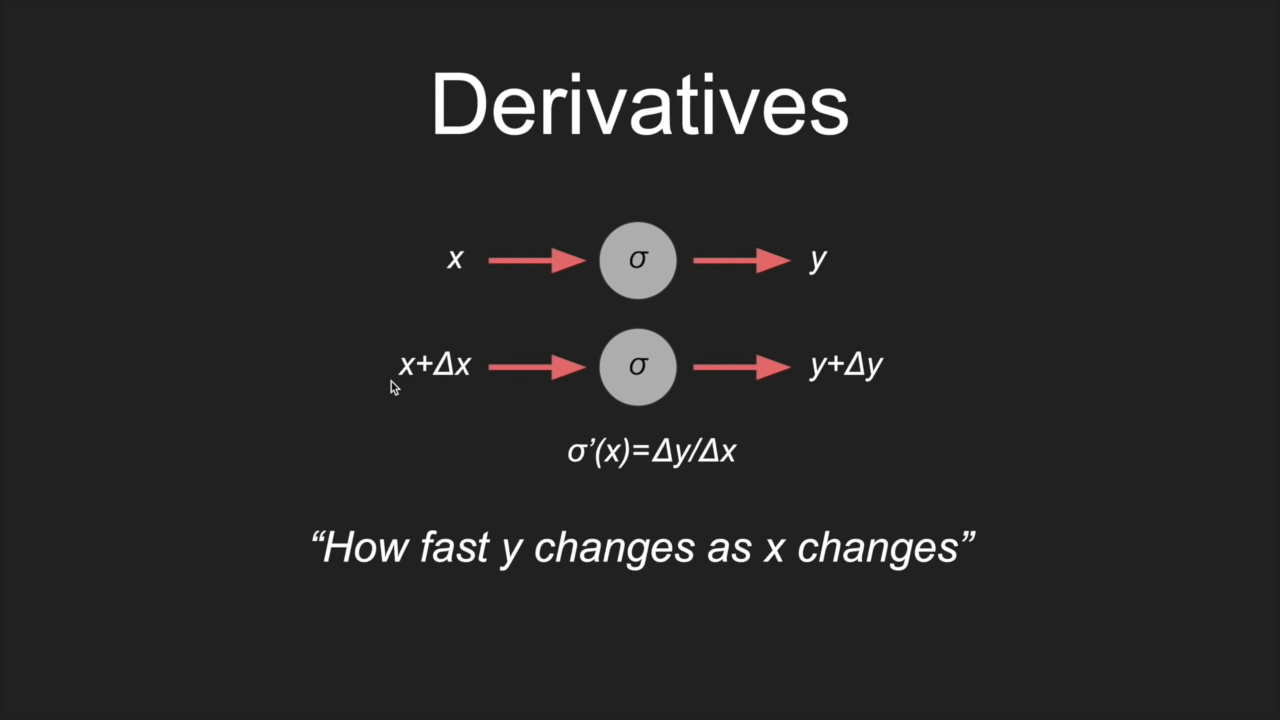 Derivatives
x σ y
x+Δx σ y+Δy
σ’(x)=Δy/Δx
“How fast y changes as x changes”